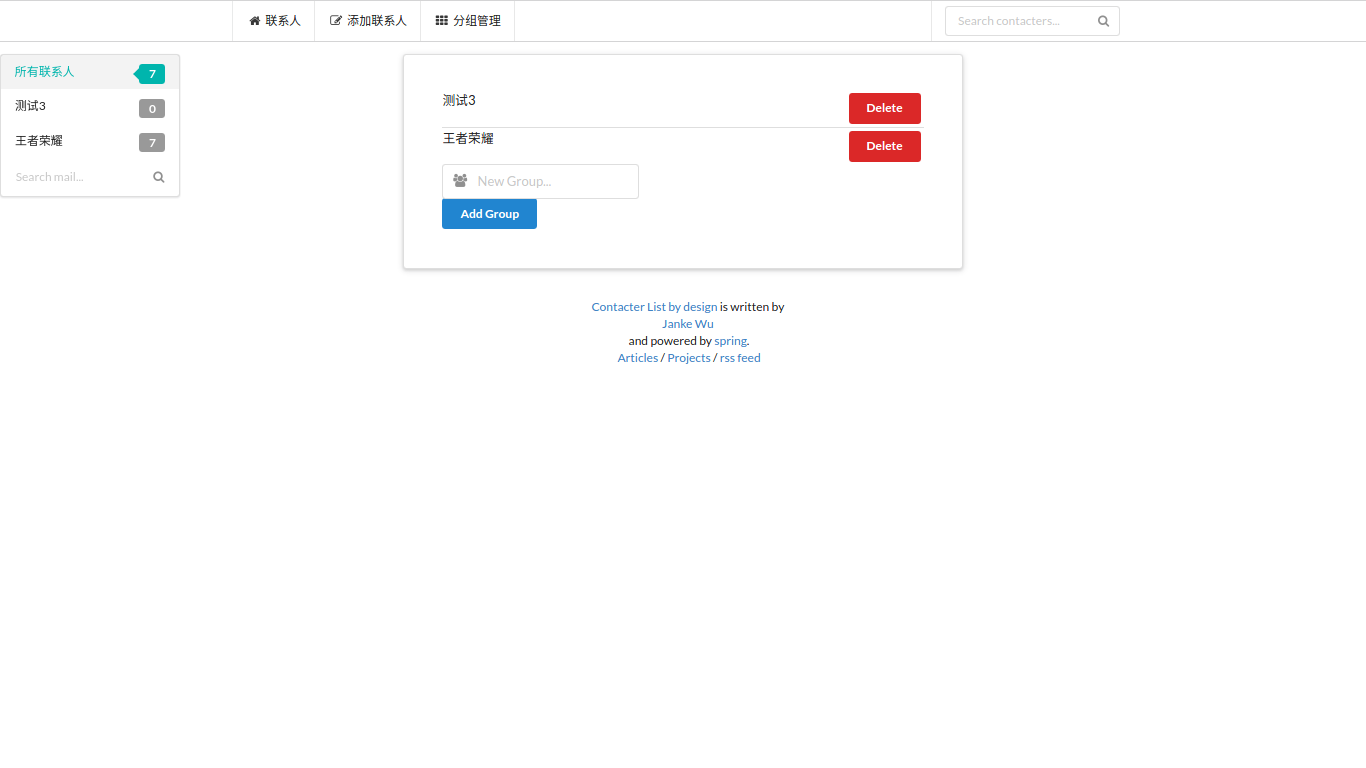 联系人 添加联系人 分组管理 Search contacters...
所有联系人 7
测试3 0
王者荣耀 7
Search mail...
测试3 Delete
王者荣耀 Delete
New Group...
Add Group
Contacter List by design is written by
Janke Wu
and powered by spring.
Articles / Projects / rss feed